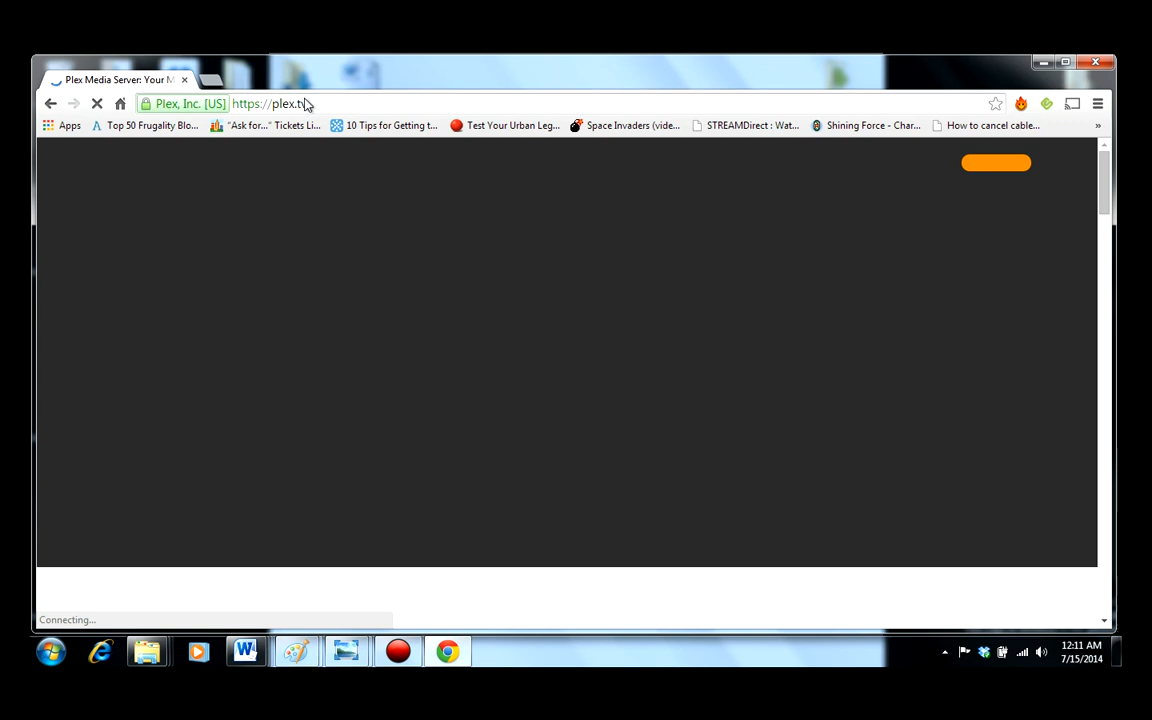 Plex Media Server: Your M
Plex, Inc. [US] https://plex.tv
Apps Top 50 Frugality Blo... "Ask for..." Tickets Li... 10 Tips for Getting t... Test Your Urban Leg... Space Invaders (vide... STREAMDirect : Wat... Shining Force - Char... How to cancel cable... »
Connecting...
12:11 AM
7/15/2014